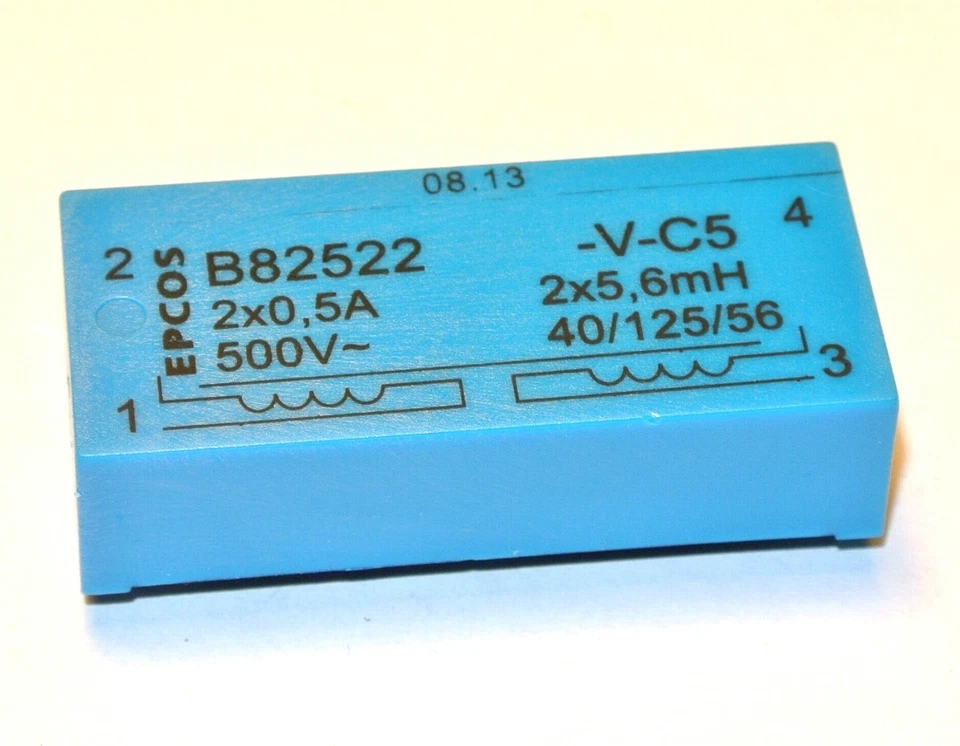 08.13
2
EPCOS
B82522
-V-C5
4
2x0,5A
2x5,6mH
500V~
40/125/56
1
3